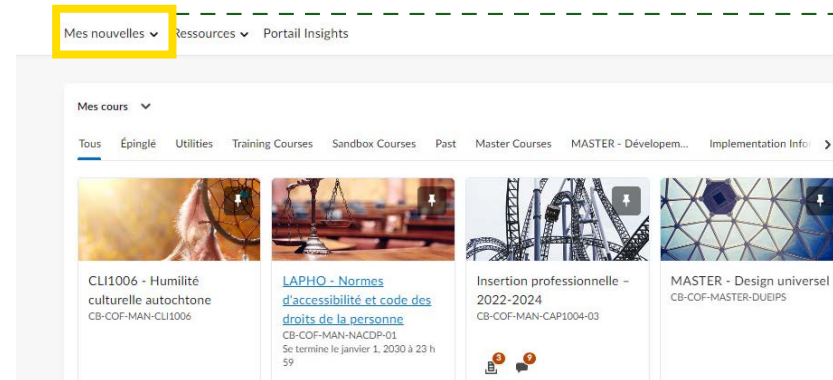 Mes nouvelles Ressources Portail Insights
Mes cours
Tous Épinglé Utilities Training Courses Sandbox Courses Past Master Courses MASTER - Dévelopem... Implementation Infor
CLI1006 - Humilité
culturelle autochtone
CB-COF-MAN-CLI1006
LAPHO - Normes
d'accessibilité et code des
droits de la personne
CB-COF-MAN-NACDP-01
Se termine le janvier 1, 2030 à 23 h
59
Insertion professionnelle –
2022-2024
CB-COF-MAN-CAP1004-03
3 9
MASTER - Design universel
CB-COF-MASTER-DUEIPS